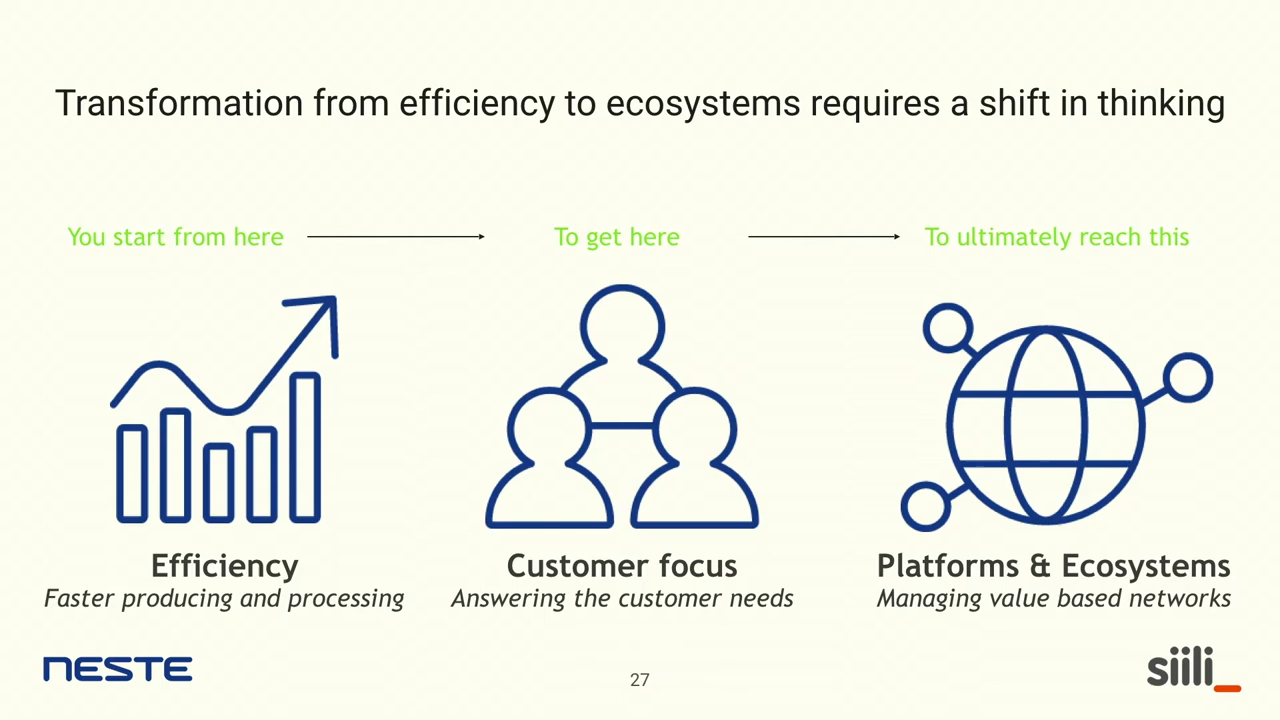 Transformation from efficiency to ecosystems requires a shift in thinking
You start from here
To get here
To ultimately reach this
Efficiency
Faster producing and processing
Customer focus
Answering the customer needs
Platforms & Ecosystems
Managing value based networks
NESTE
27
siili_